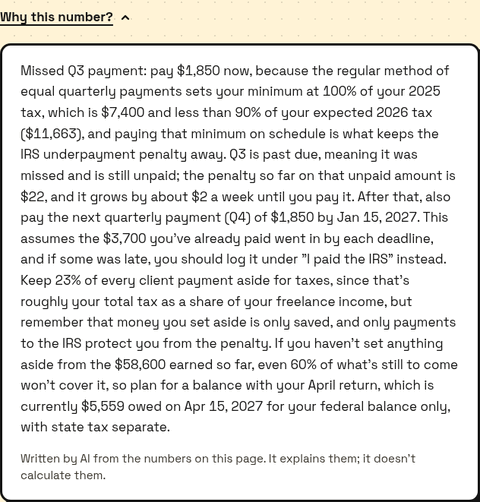 Why this number?
Missed Q3 payment: pay $1,850 now, because the regular method of
equal quarterly payments sets your minimum at 100% of your 2025
tax, which is $7,400 and less than 90% of your expected 2026 tax
($11,663), and paying that minimum on schedule is what keeps the
IRS underpayment penalty away. Q3 is past due, meaning it was
missed and is still unpaid; the penalty so far on that unpaid amount is
$22, and it grows by about $2 a week until you pay it. After that, also
pay the next quarterly payment (Q4) of $1,850 by Jan 15, 2027. This
assumes the $3,700 you've already paid went in by each deadline,
and if some was late, you should log it under "I paid the IRS" instead.
Keep 23% of every client payment aside for taxes, since that's
roughly your total tax as a share of your freelance income, but
remember that money you set aside is only saved, and only payments
to the IRS protect you from the penalty. If you haven't set anything
aside from the $58,600 earned so far, even 60% of what's still to come
won't cover it, so plan for a balance with your April return, which is
currently $5,559 owed on Apr 15, 2027 for your federal balance only,
with state tax separate.
Written by AI from the numbers on this page. It explains them; it doesn't
calculate them.